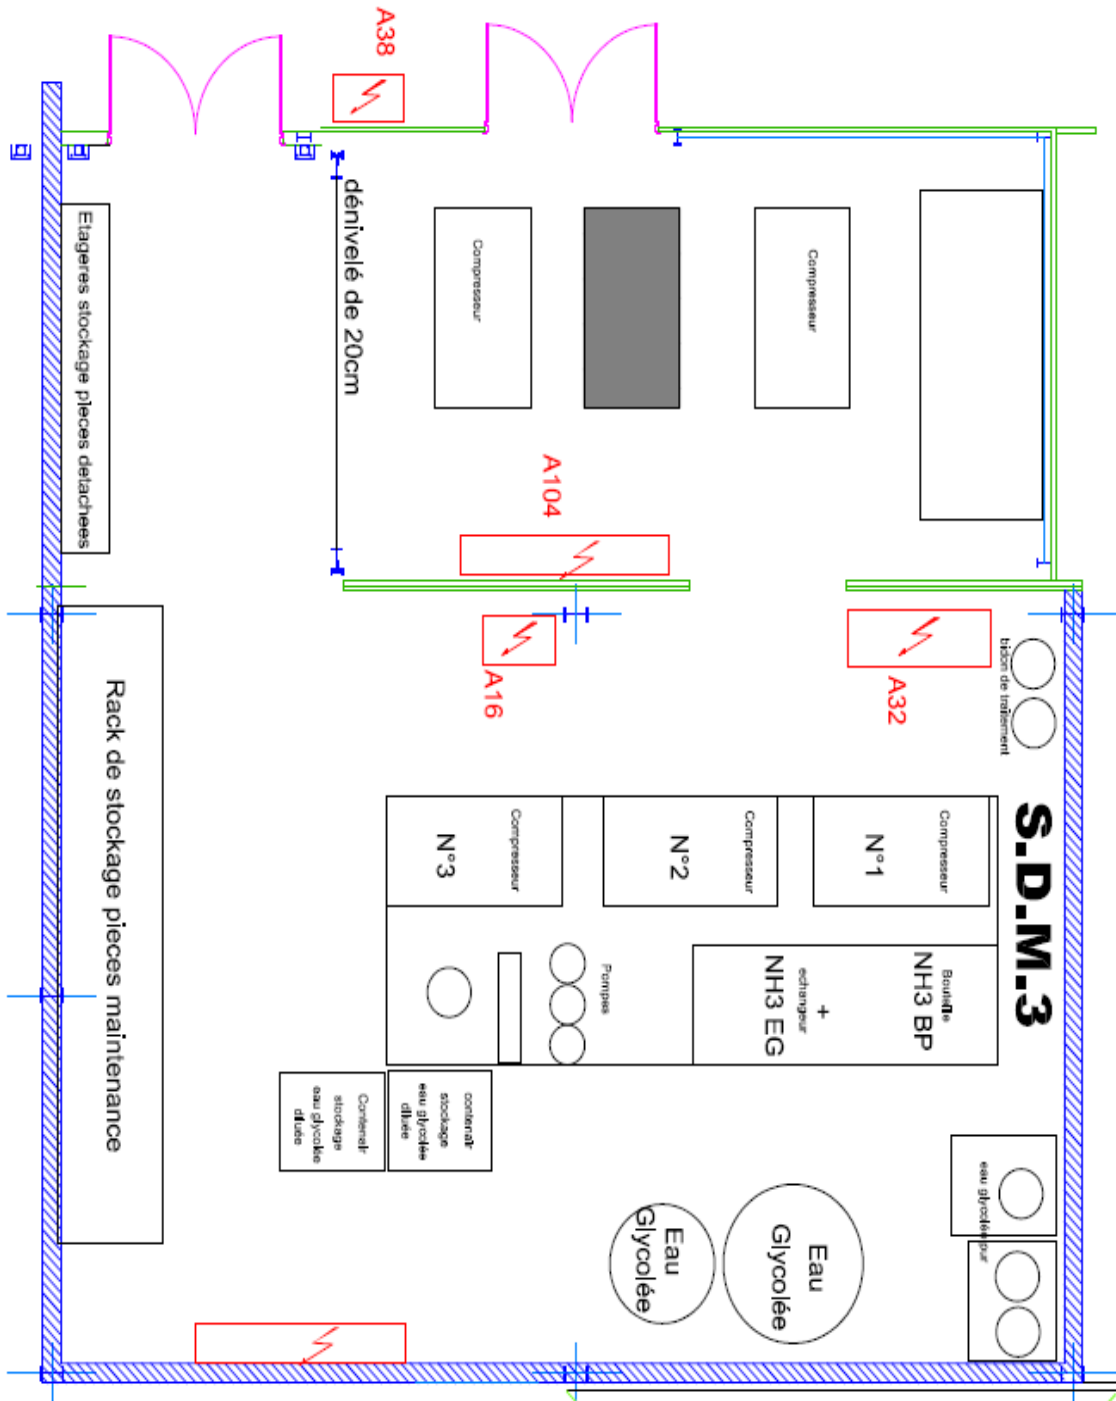 A38
dénivelé de 20cm
Etageres stockage pieces detachees
Compresseur
Compresseur
A104
A16
A32
bidon de traitement
Rack de stockage pieces maintenance
S.D.M.3
Compresseur
N°3
Compresseur
N°2
Compresseur
N°1
Pompes
Bouteille
NH3 BP
+
echangeur
NH3 EG
Contenair
stockage
eau glycolée
diluée
contenair
stockage
eau glycolée
diluée
eau glycolée pur
Eau
Glycolée
Eau
Glycolée